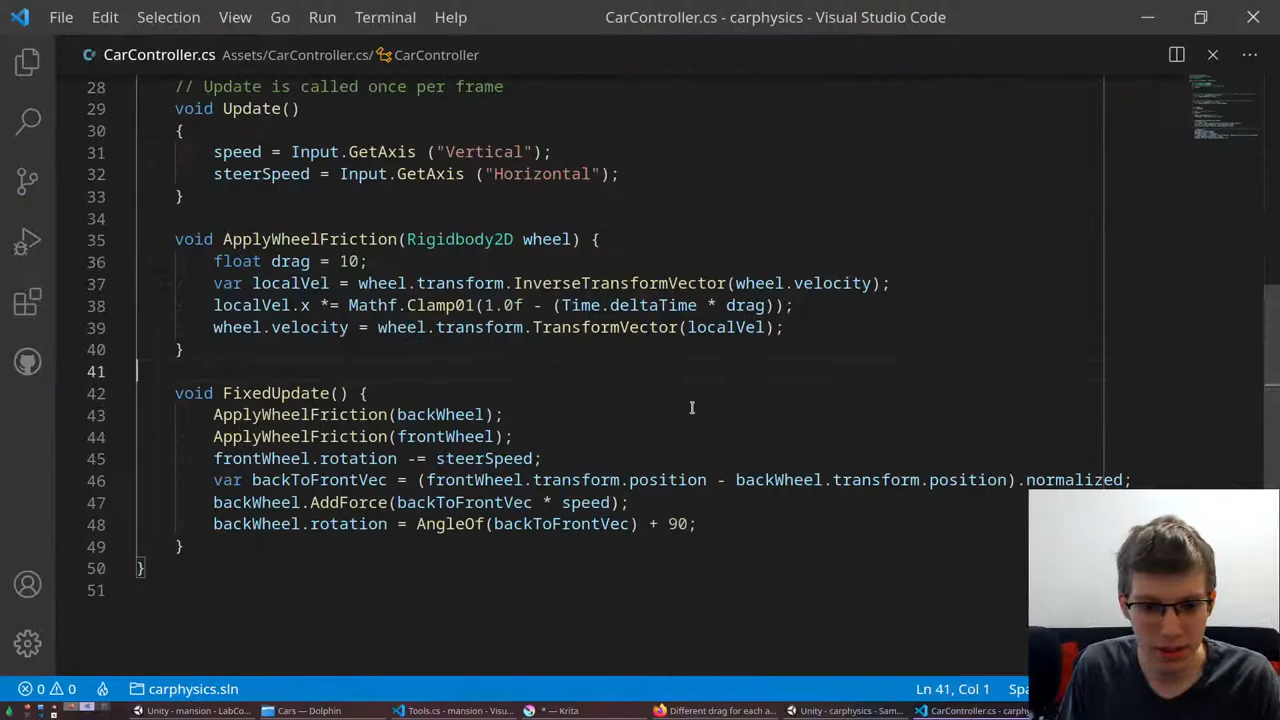 File Edit Selection View Go Run Terminal Help CarController.cs - carphysics - Visual Studio Code
CarController.cs Assets/CarController.cs/ CarController
28 // Update is called once per frame
29 void Update()
30 {
31 speed = Input.GetAxis ("Vertical");
32 steerSpeed = Input.GetAxis ("Horizontal");
33 }
34
35 void ApplyWheelFriction(Rigidbody2D wheel) {
36 float drag = 10;
37 var localVel = wheel.transform.InverseTransformVector(wheel.velocity);
38 localVel.x *= Mathf.Clamp01(1.0f - (Time.deltaTime * drag));
39 wheel.velocity = wheel.transform.TransformVector(localVel);
40 }
41
42 void FixedUpdate() {
43 ApplyWheelFriction(backWheel);
44 ApplyWheelFriction(frontWheel);
45 frontWheel.rotation -= steerSpeed;
46 var backToFrontVec = (frontWheel.transform.position - backWheel.transform.position).normalized;
47 backWheel.AddForce(backToFrontVec * speed);
48 backWheel.rotation = AngleOf(backToFrontVec) + 90;
49 }
50 }
51
0 0 carphysics.sln Ln 41, Col 1 Spa
Unity - mansion - LabCo... Cars — Dolphin Tools.cs - mansion - Visu... * — Krita Different drag for each a... Unity - carphysics - Sam... CarController.cs - carphy...